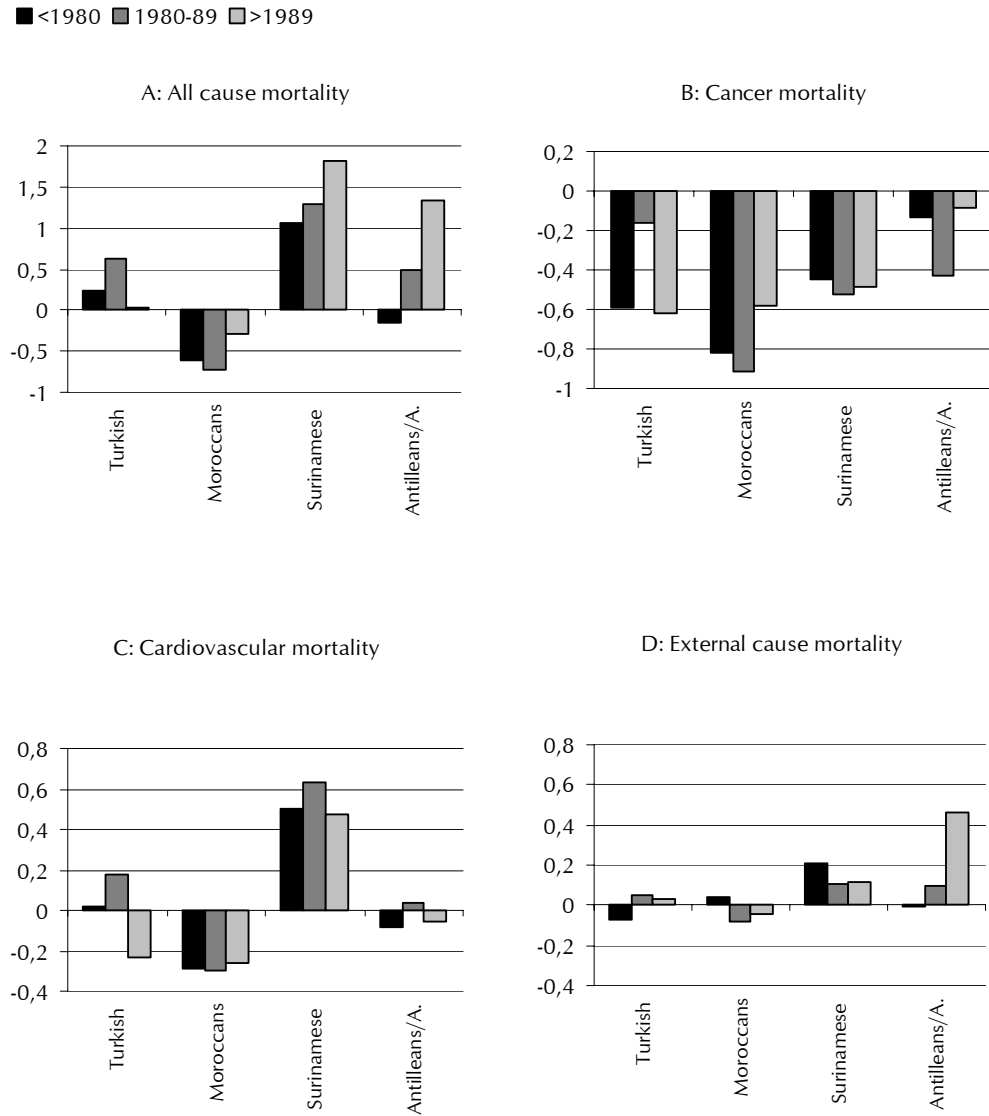 <1980 1980-89 >1989
A: All cause mortality
2
1,5
1
0,5
0
-0,5
-1
Turkish
Moroccans
Surinamese
Antilleans/A.
B: Cancer mortality
0,2
0
-0,2
-0,4
-0,6
-0,8
-1
Turkish
Moroccans
Surinamese
Antilleans/A.
C: Cardiovascular mortality
0,8
0,6
0,4
0,2
0
-0,2
-0,4
Turkish
Moroccans
Surinamese
Antilleans/A.
D: External cause mortality
0,8
0,6
0,4
0,2
0
-0,2
-0,4
Turkish
Moroccans
Surinamese
Antilleans/A.